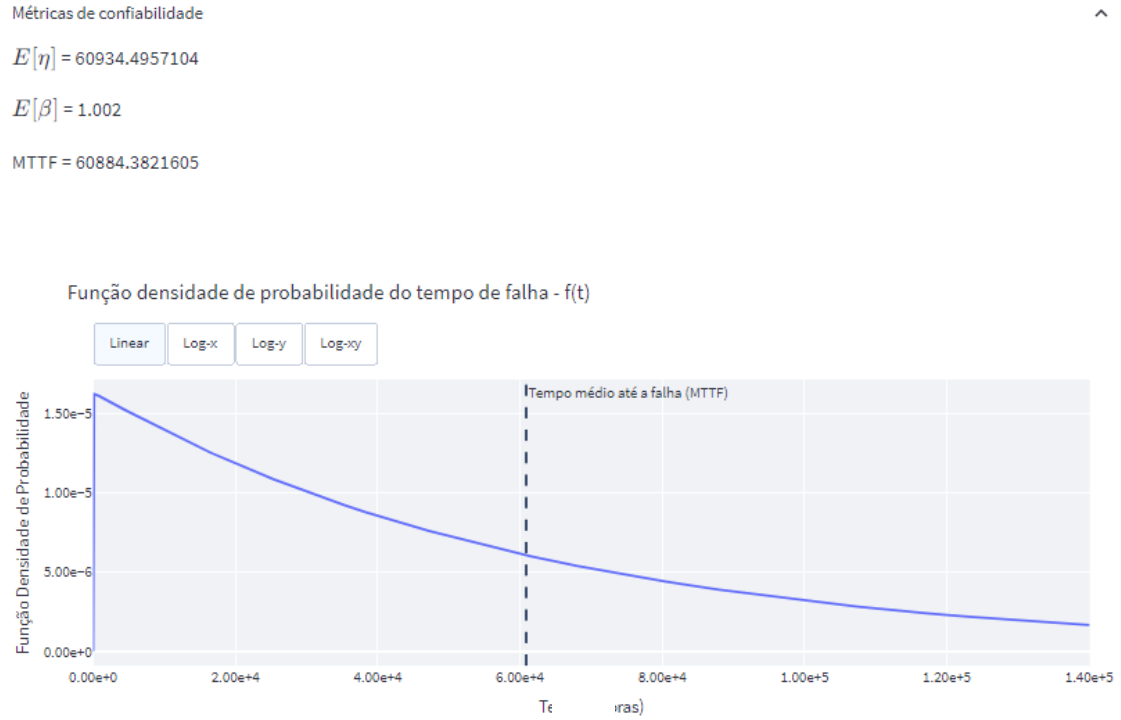 Métricas de confiabilidade
E[η] = 60934.4957104
E[β] = 1.002
MTTF = 60884.3821605
Função densidade de probabilidade do tempo de falha - f(t)
Linear Log-x Log-y Log-xy
Tempo médio até a falha (MTTF)
Função Densidade de Probabilidade
1.50e-5
1.00e-5
5.00e-6
0.00e+0
0.00e+0 2.00e+4 4.00e+4 6.00e+4 8.00e+4 1.00e+5 1.20e+5 1.40e+5